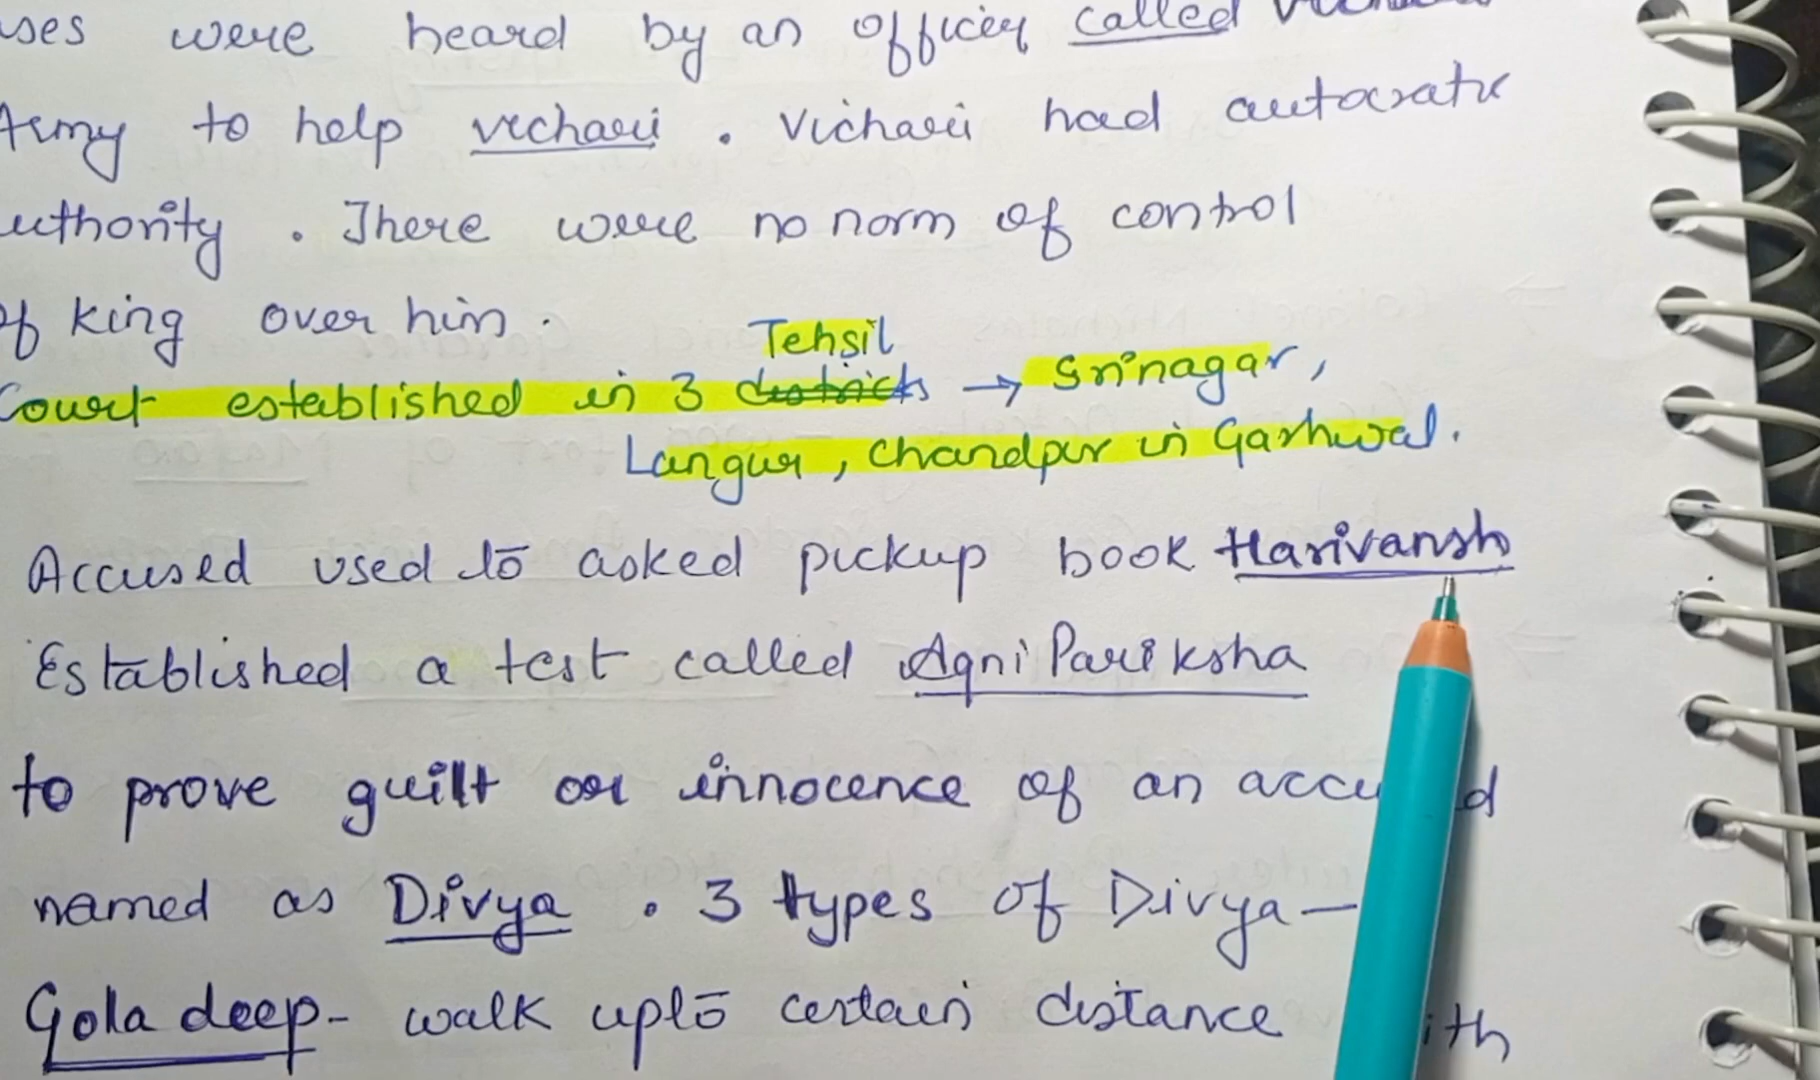 were heard by an officer called
Army to help vichari . Vichari had autocratic
uthority . There were no norm of control
of king over him .
Tehsil
Court established in 3 districts → Srinagar,
Langur, Chandpur in Garhwal.
Accused used to asked pickup book Harivansh
Established a test called Agni Pariksha
to prove guilt or innocence of an accu d
named as Divya . 3 types of Divya—
Gola deep - walk upto certain distance ith